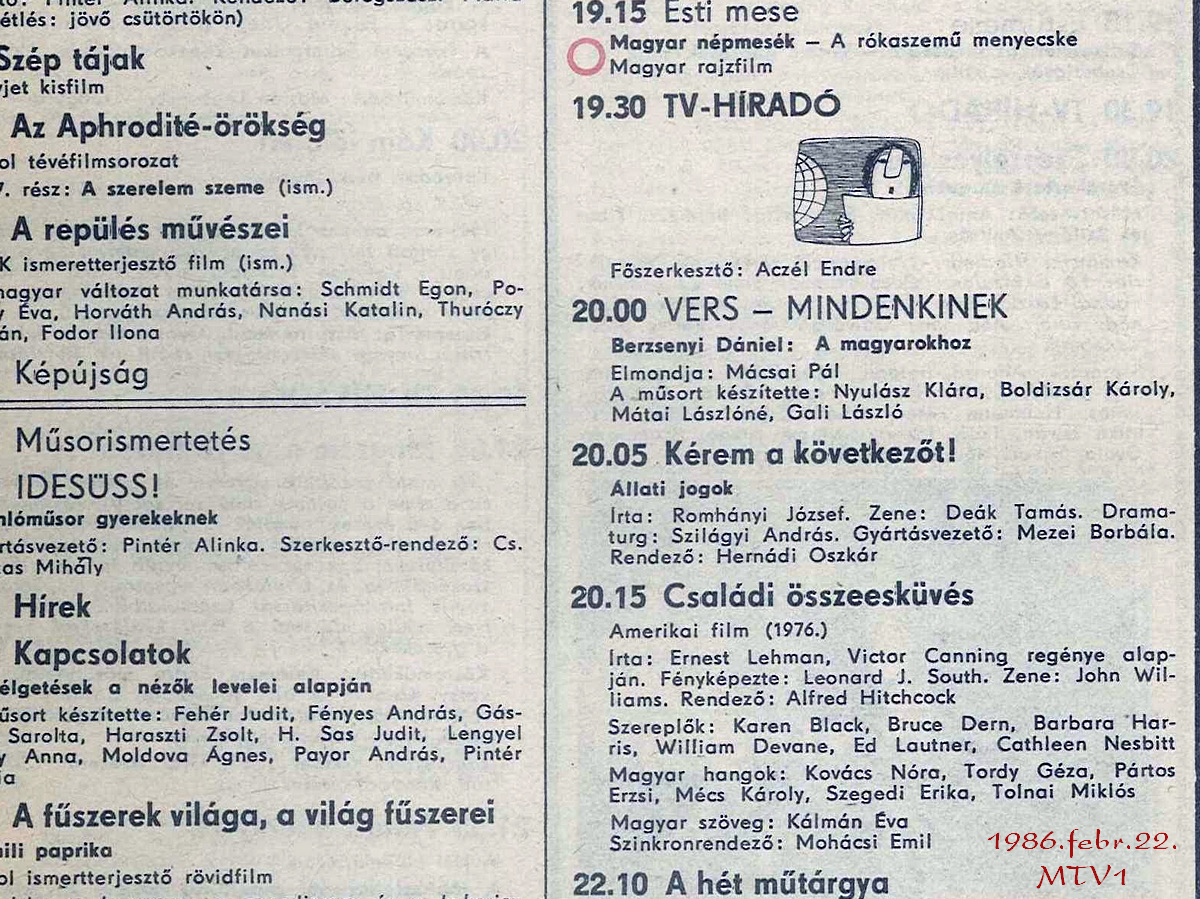 étlés: jövő csütörtökön)
Szép tájak
vjet kisfilm
Az Aphrodité-örökség
ol tévéfilmsorozat
7. rész: A szerelem szeme (ism.)
A repülés művészei
K ismeretterjesztő film (ism.)
magyar változat munkatársa: Schmidt Egon, Po-
y Éva, Horváth András, Nánási Katalin, Thuróczy
án, Fodor Ilona
Képújság
Műsorismertetés
IDESÜSS!
nlóműsor gyerekeknek
rtásvezető: Pintér Alinka. Szerkesztő-rendező: Cs.
as Mihály
Hírek
Kapcsolatok
élgetések a nézők levelei alapján
űsort készítette: Fehér Judit, Fényes András, Gás-
Sarolta, Haraszti Zsolt, H. Sas Judit, Lengyel
y Anna, Moldova Ágnes, Payor András, Pintér
ia
A fűszerek világa, a világ fűszerei
ili paprika
ol ismertterjesztő rövidfilm
19.15 Esti mese
Magyar népmesék – A rókaszemű menyecske
Magyar rajzfilm
19.30 TV-HÍRADÓ
Főszerkesztő: Aczél Endre
20.00 VERS – MINDENKINEK
Berzsenyi Dániel: A magyarokhoz
Elmondja: Mácsai Pál
A műsort készítette: Nyulász Klára, Boldizsár Károly,
Mátai Lászlóné, Gali László
20.05 Kérem a következőt!
Állati jogok
Írta: Romhányi József. Zene: Deák Tamás. Drama-
turg: Szilágyi András. Gyártásvezető: Mezei Borbála.
Rendező: Hernádi Oszkár
20.15 Családi összeesküvés
Amerikai film (1976.)
Írta: Ernest Lehman, Victor Canning regénye alap-
ján. Fényképezte: Leonard J. South. Zene: John Wil-
liams. Rendező: Alfred Hitchcock
Szereplők: Karen Black, Bruce Dern, Barbara Har-
ris, William Devane, Ed Lautner, Cathleen Nesbitt
Magyar hangok: Kovács Nóra, Tordy Géza, Pártos
Erzsi, Mécs Károly, Szegedi Erika, Tolnai Miklós
Magyar szöveg: Kálmán Éva
Szinkronrendező: Mohácsi Emil
22.10 A hét műtárgya
1986.febr.22.
MTV1